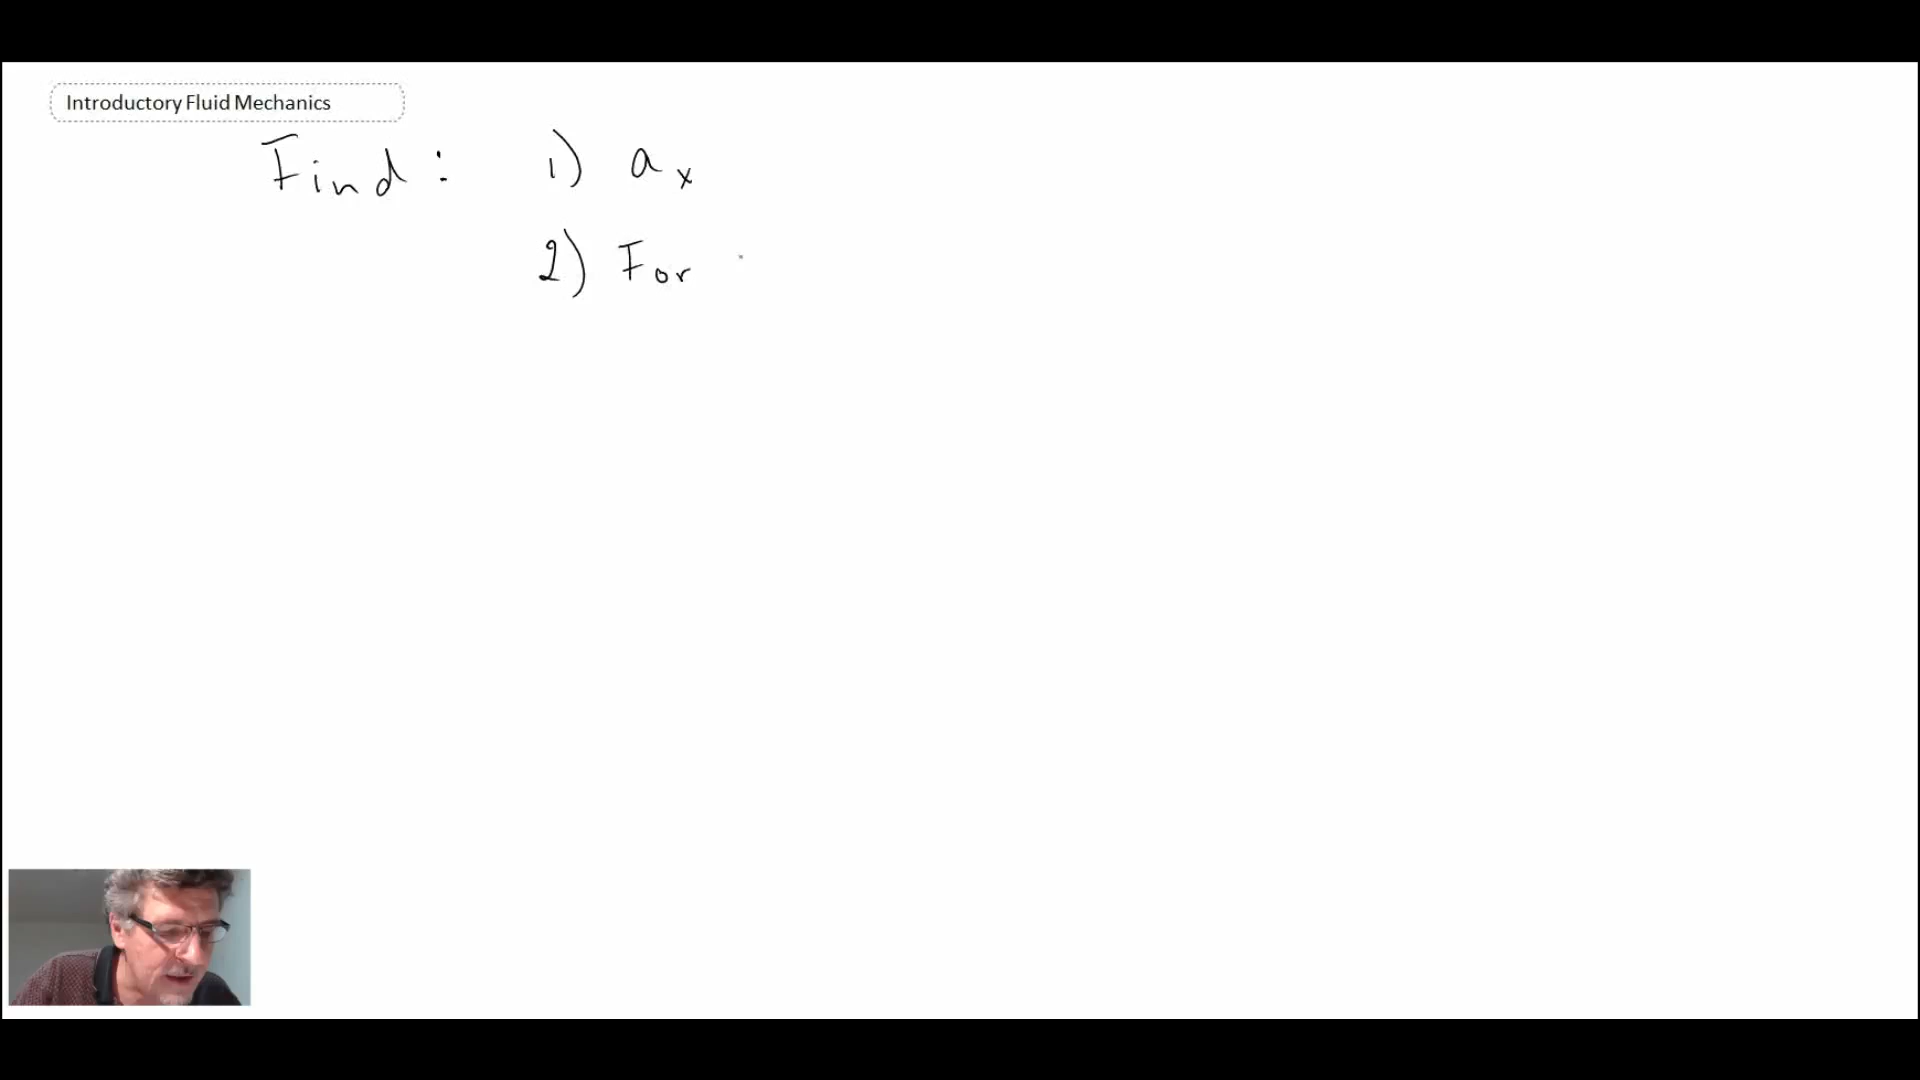 Introductory Fluid Mechanics
Find: 1) ax
2) For